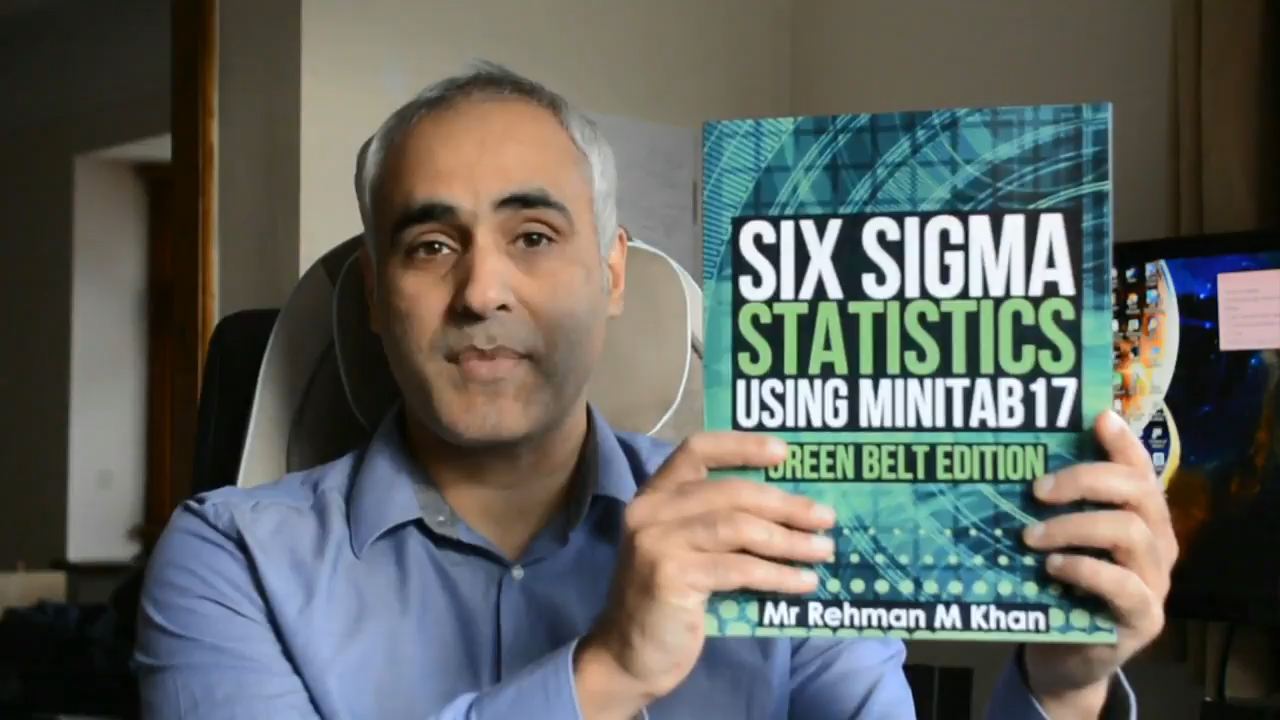 SIX SIGMA
STATISTICS
USING MINITAB 17
GREEN BELT EDITION
Mr Rehman M Khan